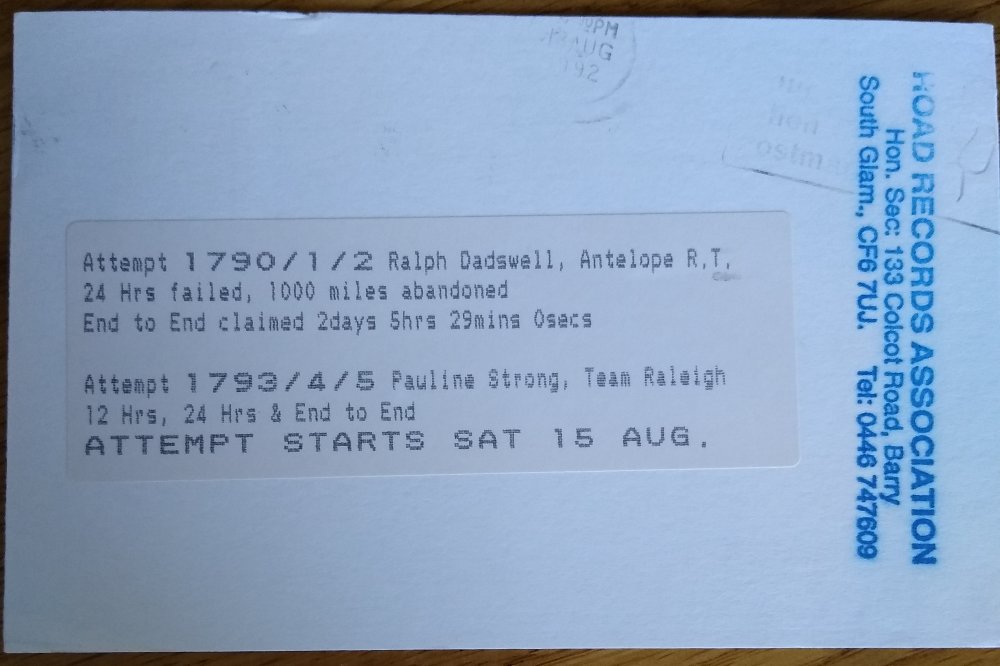 PM
AUG
92
ROAD RECORDS ASSOCIATION
Hon. Sec: 133 Colcot Road, Barry
South Glam., CF6 7UJ. Tel: 0446 747609
Attempt 1790/1/2 Ralph Dadswell, Antelope R.T.
24 Hrs failed, 1000 miles abandoned
End to End claimed 2days 5hrs 29mins 0secs
Attempt 1793/4/5 Pauline Strong, Team Raleigh
12 Hrs, 24 Hrs & End to End
ATTEMPT STARTS SAT 15 AUG.